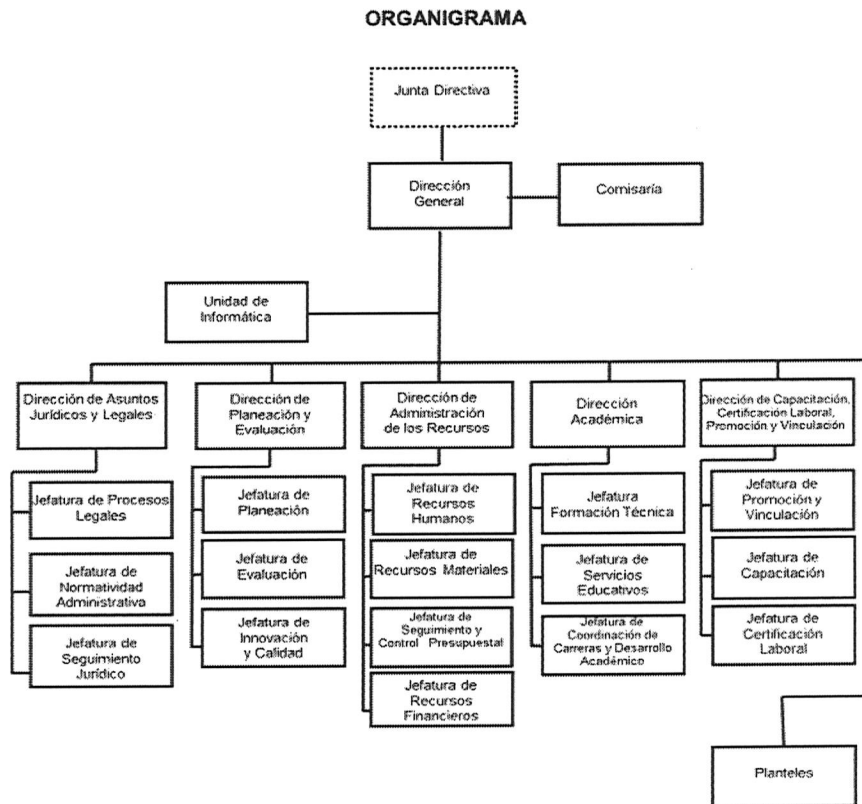 ORGANIGRAMA
Junta Directiva
Dirección
General
Comisaría
Unidad de
Informática
Dirección de Asuntos
Jurídicos y Legales
Dirección de
Planeación y
Evaluación
Dirección de
Administración
de los Recursos
Dirección
Académica
Dirección de Capacitación,
Certificación Laboral,
Promoción y Vinculación
Jefatura de Procesos
Legales
Jefatura de
Normatividad
Administrativa
Jefatura de
Seguimiento
Jurídico
Jefatura de
Planeación
Jefatura de
Evaluación
Jefatura de
Innovación
y Calidad
Jefatura de
Recursos
Humanos
Jefatura de
Recursos Materiales
Jefatura de
Seguimiento y
Control Presupuestal
Jefatura de
Recursos
Financieros
Jefatura
Formación Técnica
Jefatura de
Servicios
Educativos
Jefatura de
Coordinación de
Carreras y Desarrollo
Académico
Jefatura de
Promoción y
Vinculación
Jefatura de
Capacitación
Jefatura de
Certificación
Laboral
Planteles